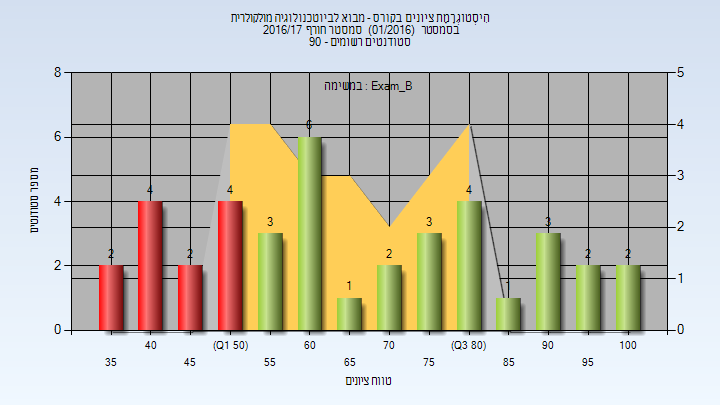 היסטוגרמת ציונים בקורס - מבוא לביוטכנולוגיה מולקולרית
בסמסטר (01/2016) סמסטר חורף 2016/17
סטודנטים רשומים - 90
במשימה : Exam_B
8 6 4 2 0
מספר סטודנטים
5 4 3 2 1 0
2 4 2 4 3 6 1 2 3 4 1 3 2 2
40 (Q1 50) 60 70 (Q3 80) 90 100
35 45 55 65 75 85 95
טווח ציונים